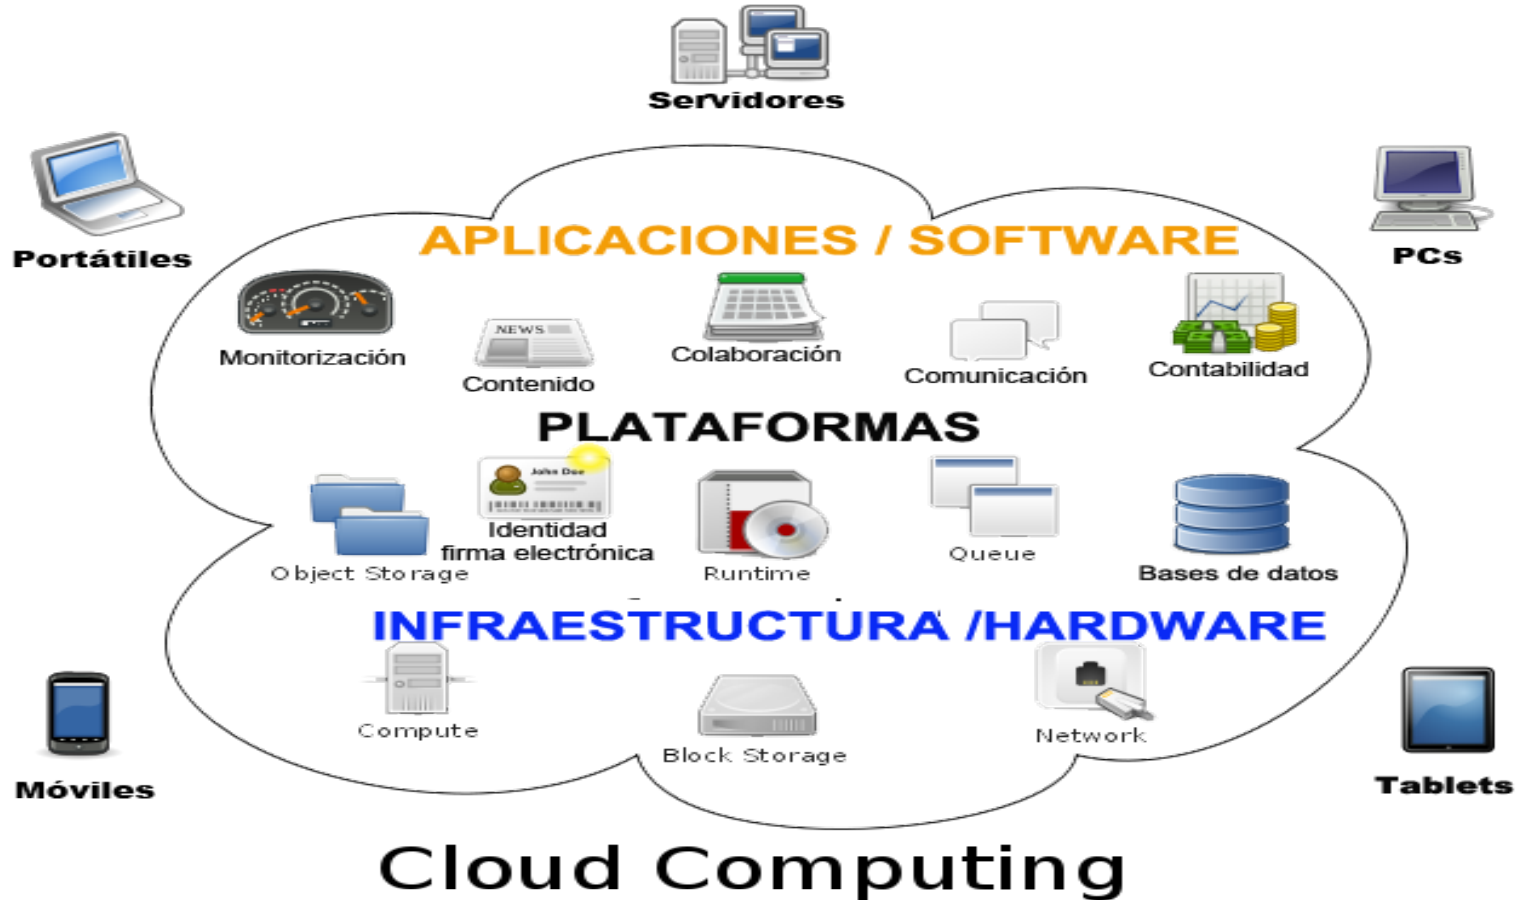 Servidores
Portátiles
PCs
APLICACIONES / SOFTWARE
Monitorización
NEWS
Contenido
Colaboración
Comunicación
Contabilidad
PLATAFORMAS
John Doe
Object Storage
Identidad
firma electrónica
Runtime
Queue
Bases de datos
INFRAESTRUCTURA /HARDWARE
Compute
Block Storage
Network
Móviles
Tablets
Cloud Computing